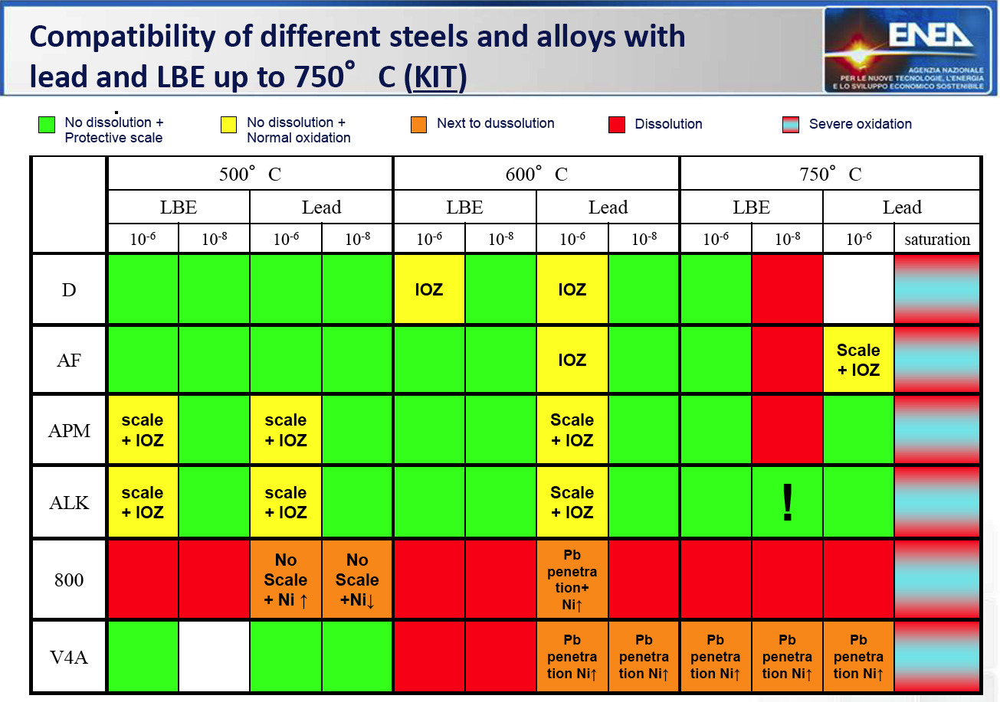 Compatibility of different steels and alloys with
lead and LBE up to 750° C (KIT)
ENEA
AGENZIA NAZIONALE
PER LE NUOVE TECNOLOGIE, L'ENERGIA
E LO SVILUPPO ECONOMICO SOSTENIBILE
No dissolution +
Protective scale
No dissolution +
Normal oxidation
Next to dussolution
Dissolution
Severe oxidation
500° C 600° C 750° C
LBE Lead LBE Lead LBE Lead
10⁻⁶ 10⁻⁸ 10⁻⁶ 10⁻⁸ 10⁻⁶ 10⁻⁸ 10⁻⁶ 10⁻⁸ 10⁻⁶ 10⁻⁸ 10⁻⁶ saturation
D
IOZ
IOZ
AF
IOZ
Scale
+ IOZ
APM
scale
+ IOZ
scale
+ IOZ
Scale
+ IOZ
ALK
scale
+ IOZ
scale
+ IOZ
Scale
+ IOZ
!
800
No
Scale
+ Ni ↑
No
Scale
+Ni↓
Pb
penetra
tion+
Ni↑
V4A
Pb
penetra
tion Ni↑
Pb
penetra
tion Ni↑
Pb
penetra
tion Ni↑
Pb
penetra
tion Ni↑
Pb
penetra
tion Ni↑